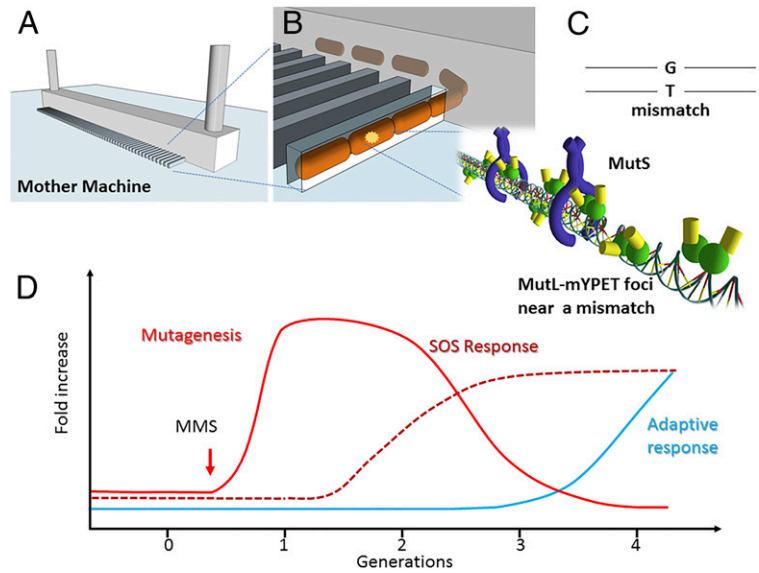 A
B
C
Mother Machine
G
T
mismatch
MutS
MutL-mYPET foci
near a mismatch
D
Fold increase
Mutagenesis
SOS Response
MMS
Adaptive
response
0
1
2
3
4
Generations